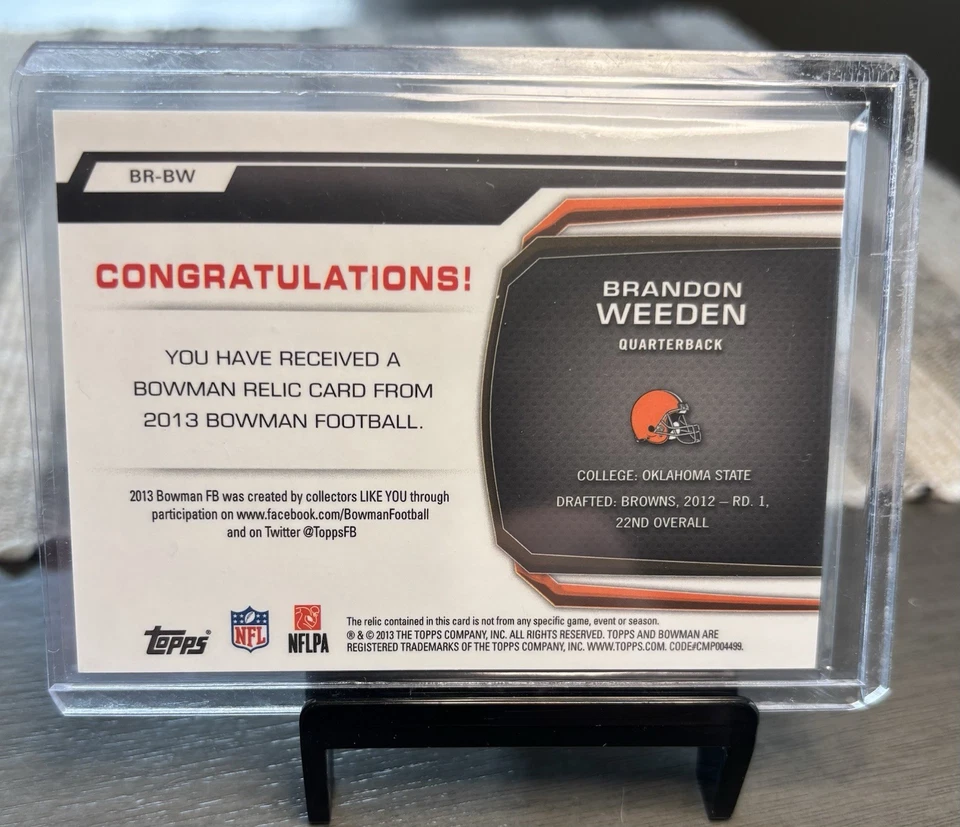 BR-BW
CONGRATULATIONS!
YOU HAVE RECEIVED A
BOWMAN RELIC CARD FROM
2013 BOWMAN FOOTBALL.
2013 Bowman FB was created by collectors LIKE YOU through
participation on www.facebook.com/BowmanFootball
and on Twitter @ToppsFB
BRANDON
WEEDEN
QUARTERBACK
COLLEGE: OKLAHOMA STATE
DRAFTED: BROWNS, 2012 – RD. 1,
22ND OVERALL
Topps®
NFL
NFLPA
The relic contained in this card is not from any specific game, event or season.
® & © 2013 THE TOPPS COMPANY, INC. ALL RIGHTS RESERVED. TOPPS AND BOWMAN ARE
REGISTERED TRADEMARKS OF THE TOPPS COMPANY, INC. WWW.TOPPS.COM. CODE#CMP004499.